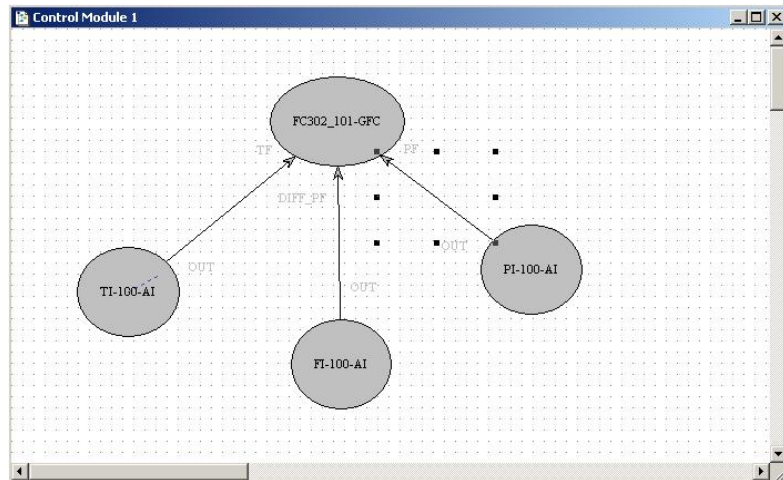 Control Module 1
FC302_101-GFC
TF
PF
DIFF_PF
OUT
OUT
PI-100-AI
TI-100-AI
OUT
FI-100-AI